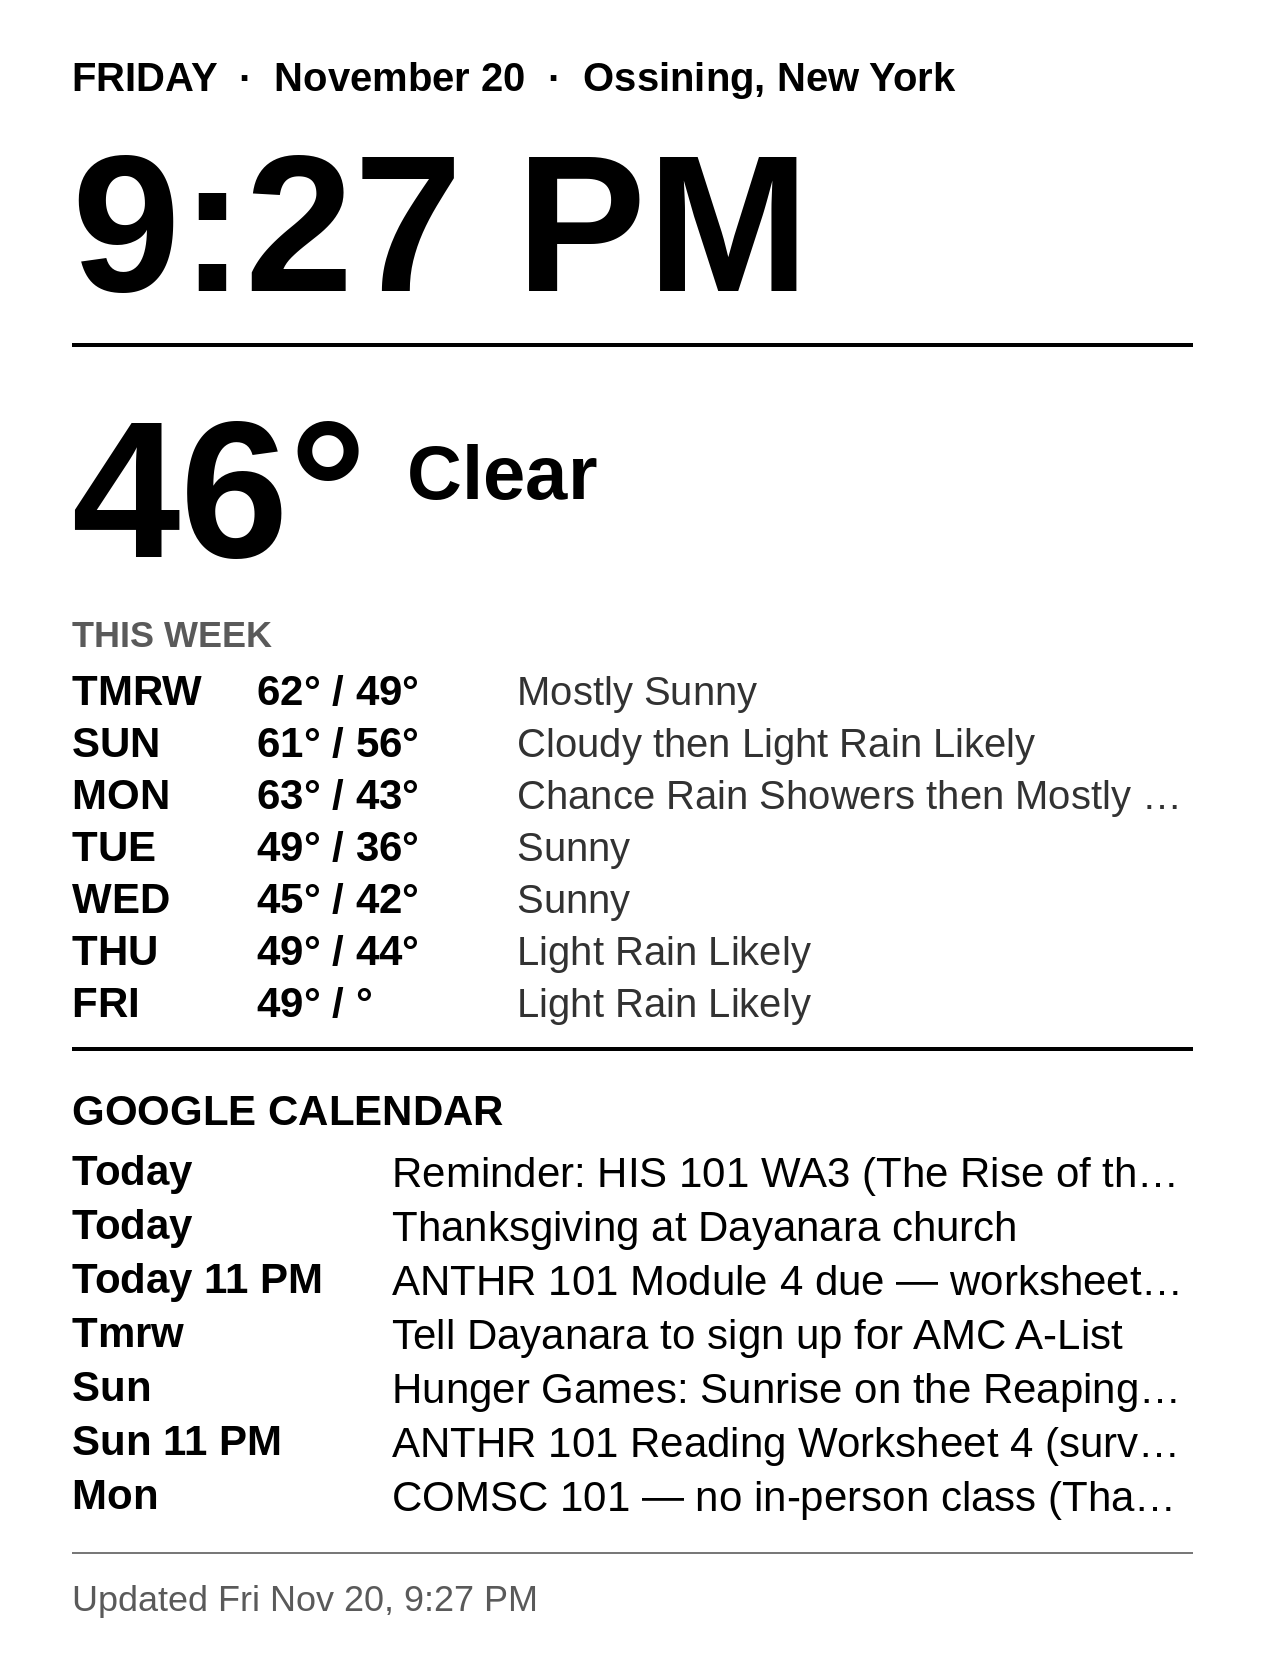 FRIDAY · November 20 · Ossining, New York
9:27 PM
46° Clear
THIS WEEK
TMRW 62° / 49° Mostly Sunny
SUN 61° / 56° Cloudy then Light Rain Likely
MON 63° / 43° Chance Rain Showers then Mostly …
TUE 49° / 36° Sunny
WED 45° / 42° Sunny
THU 49° / 44° Light Rain Likely
FRI 49° / ° Light Rain Likely
GOOGLE CALENDAR
Today Reminder: HIS 101 WA3 (The Rise of th…
Today Thanksgiving at Dayanara church
Today 11 PM ANTHR 101 Module 4 due — worksheet…
Tmrw Tell Dayanara to sign up for AMC A-List
Sun Hunger Games: Sunrise on the Reaping…
Sun 11 PM ANTHR 101 Reading Worksheet 4 (surv…
Mon COMSC 101 — no in-person class (Tha…
Updated Fri Nov 20, 9:27 PM